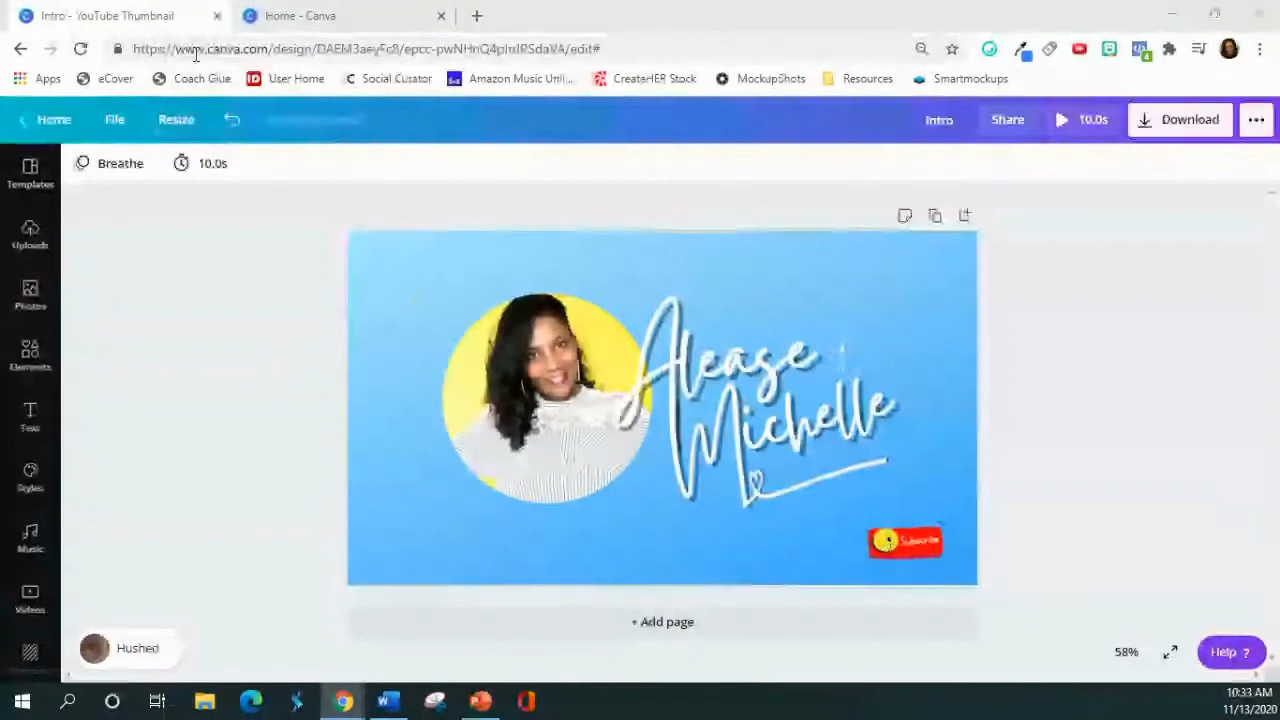 Intro - YouTube Thumbnail
Home - Canva
Apps
eCover
Coach Glue
User Home
Social Curator
Amazon Music Unli...
CreateHER Stock
MockupShots
Resources
Smartmockups
Home
File
Resize
Intro
Share
10.0s
Download
Breathe
10.0s
Templates
Uploads
Photos
Elements
Text
Styles
Music
Videos
Alease
Michelle
Subscribe
+ Add page
Hushed
58%
Help ?
10:33 AM
11/13/2020